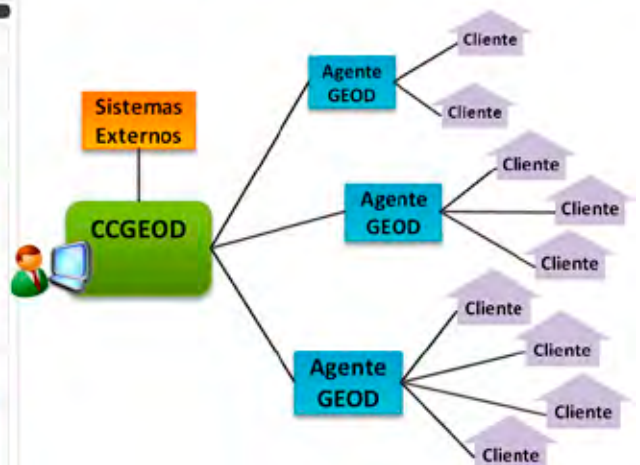 Sistemas
Externos
CCGEOD
Agente
GEOD
Cliente
Cliente
Agente
GEOD
Cliente
Cliente
Cliente
Agente
GEOD
Cliente
Cliente
Cliente
Cliente